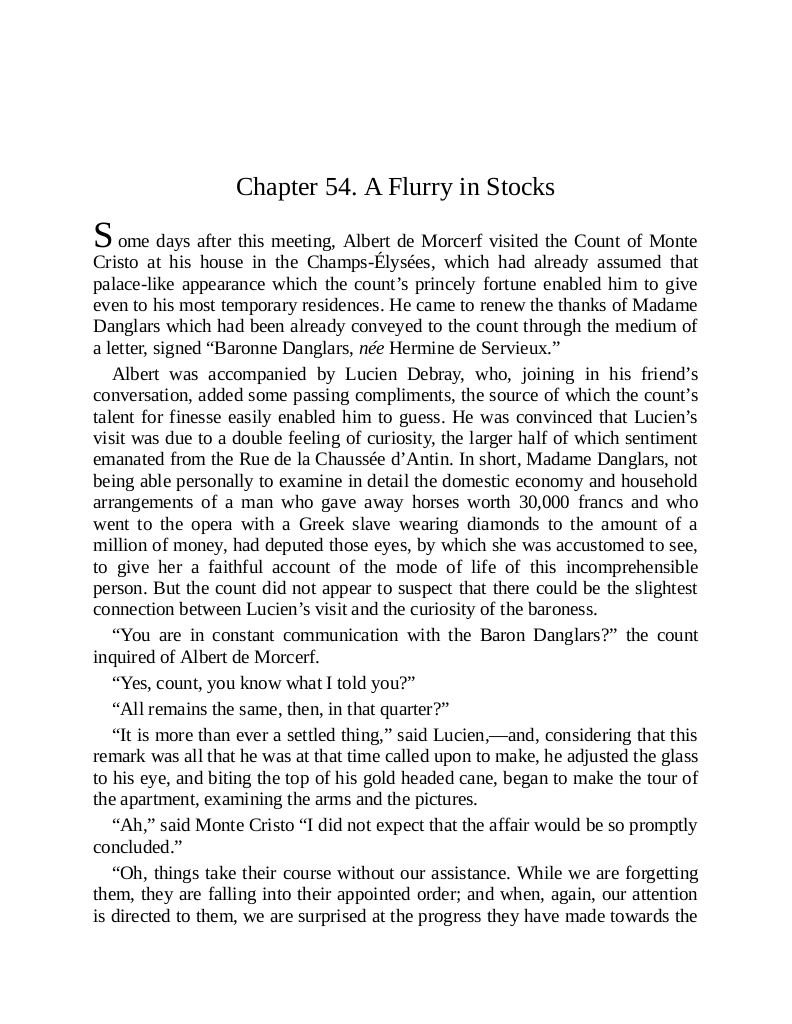 Chapter 54. A Flurry in Stocks
Some days after this meeting, Albert de Morcerf visited the Count of Monte
Cristo at his house in the Champs-Élysées, which had already assumed that
palace-like appearance which the count’s princely fortune enabled him to give
even to his most temporary residences. He came to renew the thanks of Madame
Danglars which had been already conveyed to the count through the medium of
a letter, signed “Baronne Danglars, née Hermine de Servieux.”
Albert was accompanied by Lucien Debray, who, joining in his friend’s
conversation, added some passing compliments, the source of which the count’s
talent for finesse easily enabled him to guess. He was convinced that Lucien’s
visit was due to a double feeling of curiosity, the larger half of which sentiment
emanated from the Rue de la Chaussée d’Antin. In short, Madame Danglars, not
being able personally to examine in detail the domestic economy and household
arrangements of a man who gave away horses worth 30,000 francs and who
went to the opera with a Greek slave wearing diamonds to the amount of a
million of money, had deputed those eyes, by which she was accustomed to see,
to give her a faithful account of the mode of life of this incomprehensible
person. But the count did not appear to suspect that there could be the slightest
connection between Lucien’s visit and the curiosity of the baroness.
“You are in constant communication with the Baron Danglars?” the count
inquired of Albert de Morcerf.
“Yes, count, you know what I told you?”
“All remains the same, then, in that quarter?”
“It is more than ever a settled thing,” said Lucien,—and, considering that this
remark was all that he was at that time called upon to make, he adjusted the glass
to his eye, and biting the top of his gold headed cane, began to make the tour of
the apartment, examining the arms and the pictures.
“Ah,” said Monte Cristo “I did not expect that the affair would be so promptly
concluded.”
“Oh, things take their course without our assistance. While we are forgetting
them, they are falling into their appointed order; and when, again, our attention
is directed to them, we are surprised at the progress they have made towards the